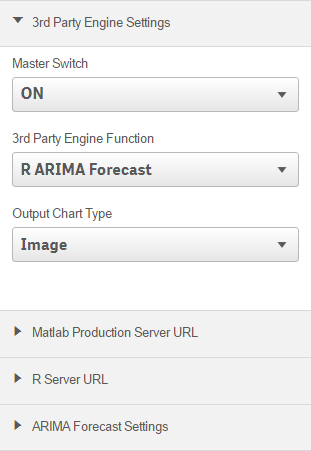 3rd Party Engine Settings
Master Switch
ON
3rd Party Engine Function
R ARIMA Forecast
Output Chart Type
Image
Matlab Production Server URL
R Server URL
ARIMA Forecast Settings